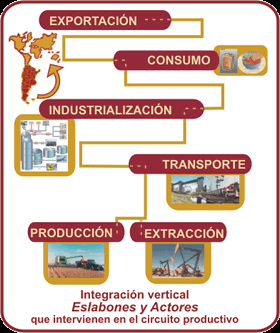 EXPORTACIÓN
CONSUMO
INDUSTRIALIZACIÓN
TRANSPORTE
PRODUCCIÓN
EXTRACCIÓN
Integración vertical
Eslabones y Actores
que intervienen en el circuito productivo